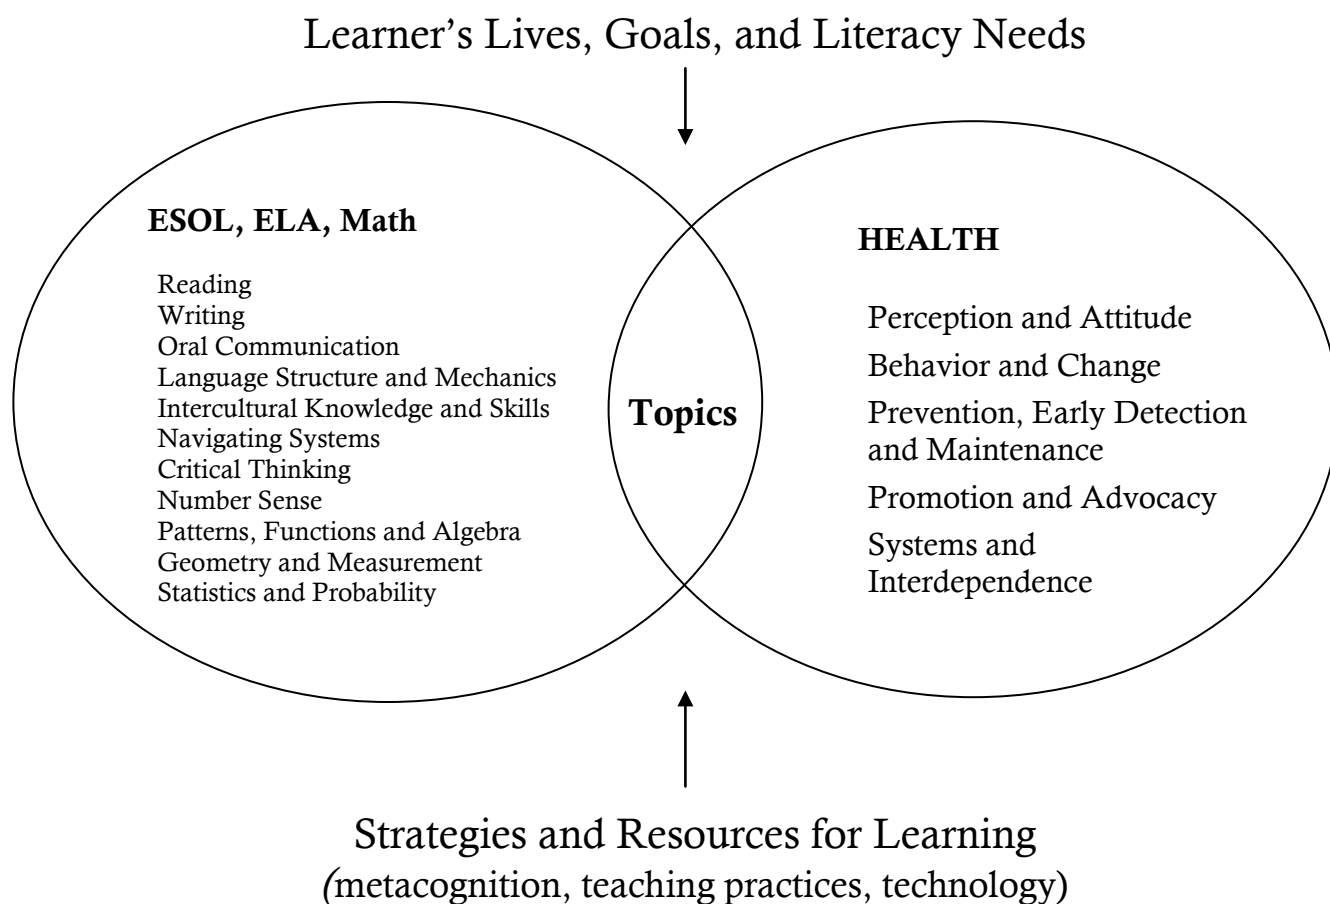 Learner’s Lives, Goals, and Literacy Needs
ESOL, ELA, Math
Reading
Writing
Oral Communication
Language Structure and Mechanics
Intercultural Knowledge and Skills
Navigating Systems
Critical Thinking
Number Sense
Patterns, Functions and Algebra
Geometry and Measurement
Statistics and Probability
Topics
HEALTH
Perception and Attitude
Behavior and Change
Prevention, Early Detection
and Maintenance
Promotion and Advocacy
Systems and
Interdependence
Strategies and Resources for Learning
(metacognition, teaching practices, technology)